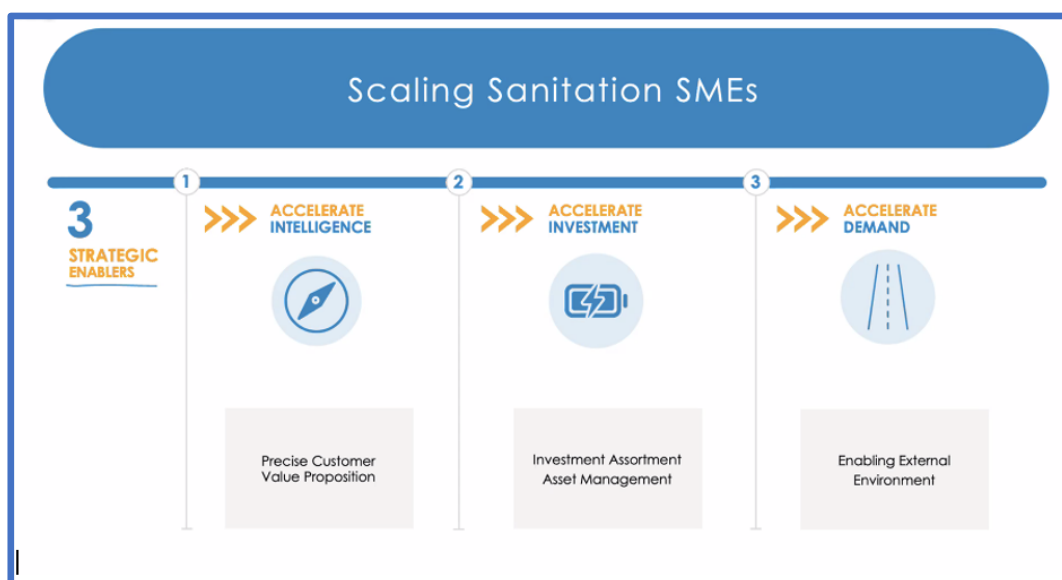 Scaling Sanitation SMEs
1
2
3
3
STRATEGIC
ENABLERS
ACCELERATE
INTELLIGENCE
ACCELERATE
INVESTMENT
ACCELERATE
DEMAND
Precise Customer
Value Proposition
Investment Assortment
Asset Management
Enabling External
Environment